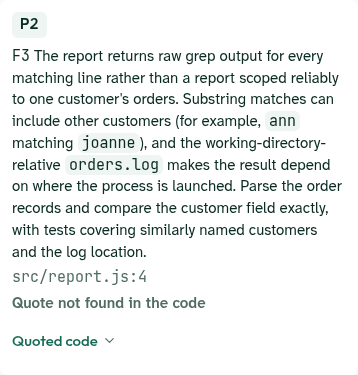 P2
F3 The report returns raw grep output for every
matching line rather than a report scoped reliably
to one customer's orders. Substring matches can
include other customers (for example, ann
matching joanne), and the working-directory-
relative orders.log makes the result depend
on where the process is launched. Parse the order
records and compare the customer field exactly,
with tests covering similarly named customers
and the log location.
src/report.js:4
Quote not found in the code
Quoted code